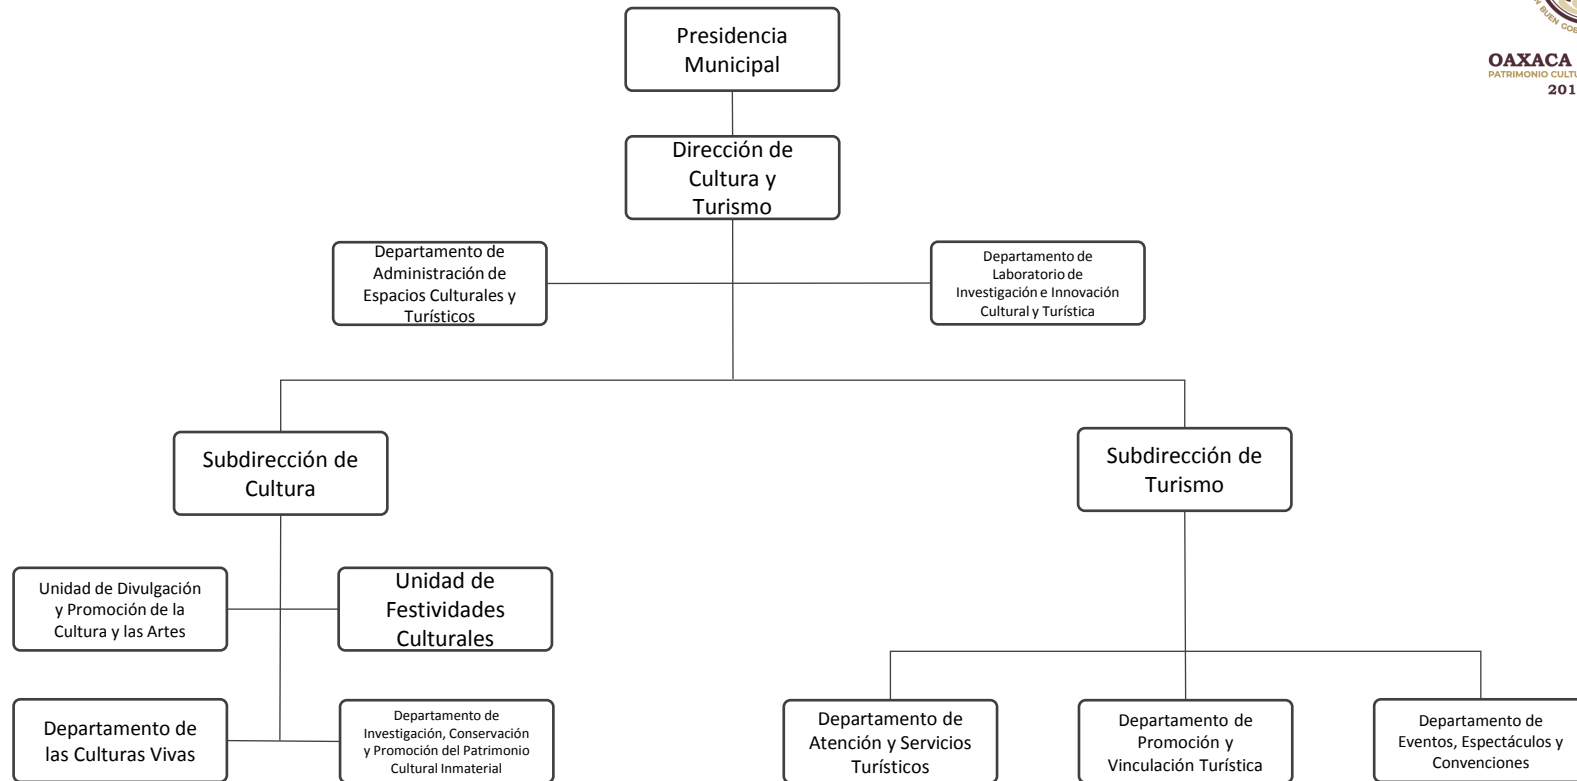 BUEN
OAXACA
PATRIMONIO
201
Presidencia
Municipal
Dirección de
Cultura y
Turismo
Departamento de
Administración de
Espacios Culturales y
Turísticos
Departamento de
Laboratorio de
Investigación e Innovación
Cultural y Turística
Subdirección de
Cultura
Subdirección de
Turismo
Unidad de Divulgación
y Promoción de la
Cultura y las Artes
Unidad de
Festividades
Culturales
Departamento de
las Culturas Vivas
Departamento de
Investigación, Conservación
y Promoción del Patrimonio
Cultural Inmaterial
Departamento de
Atención y Servicios
Turísticos
Departamento de
Promoción y
Vinculación Turística
Departamento de
Eventos, Espectáculos y
Convenciones